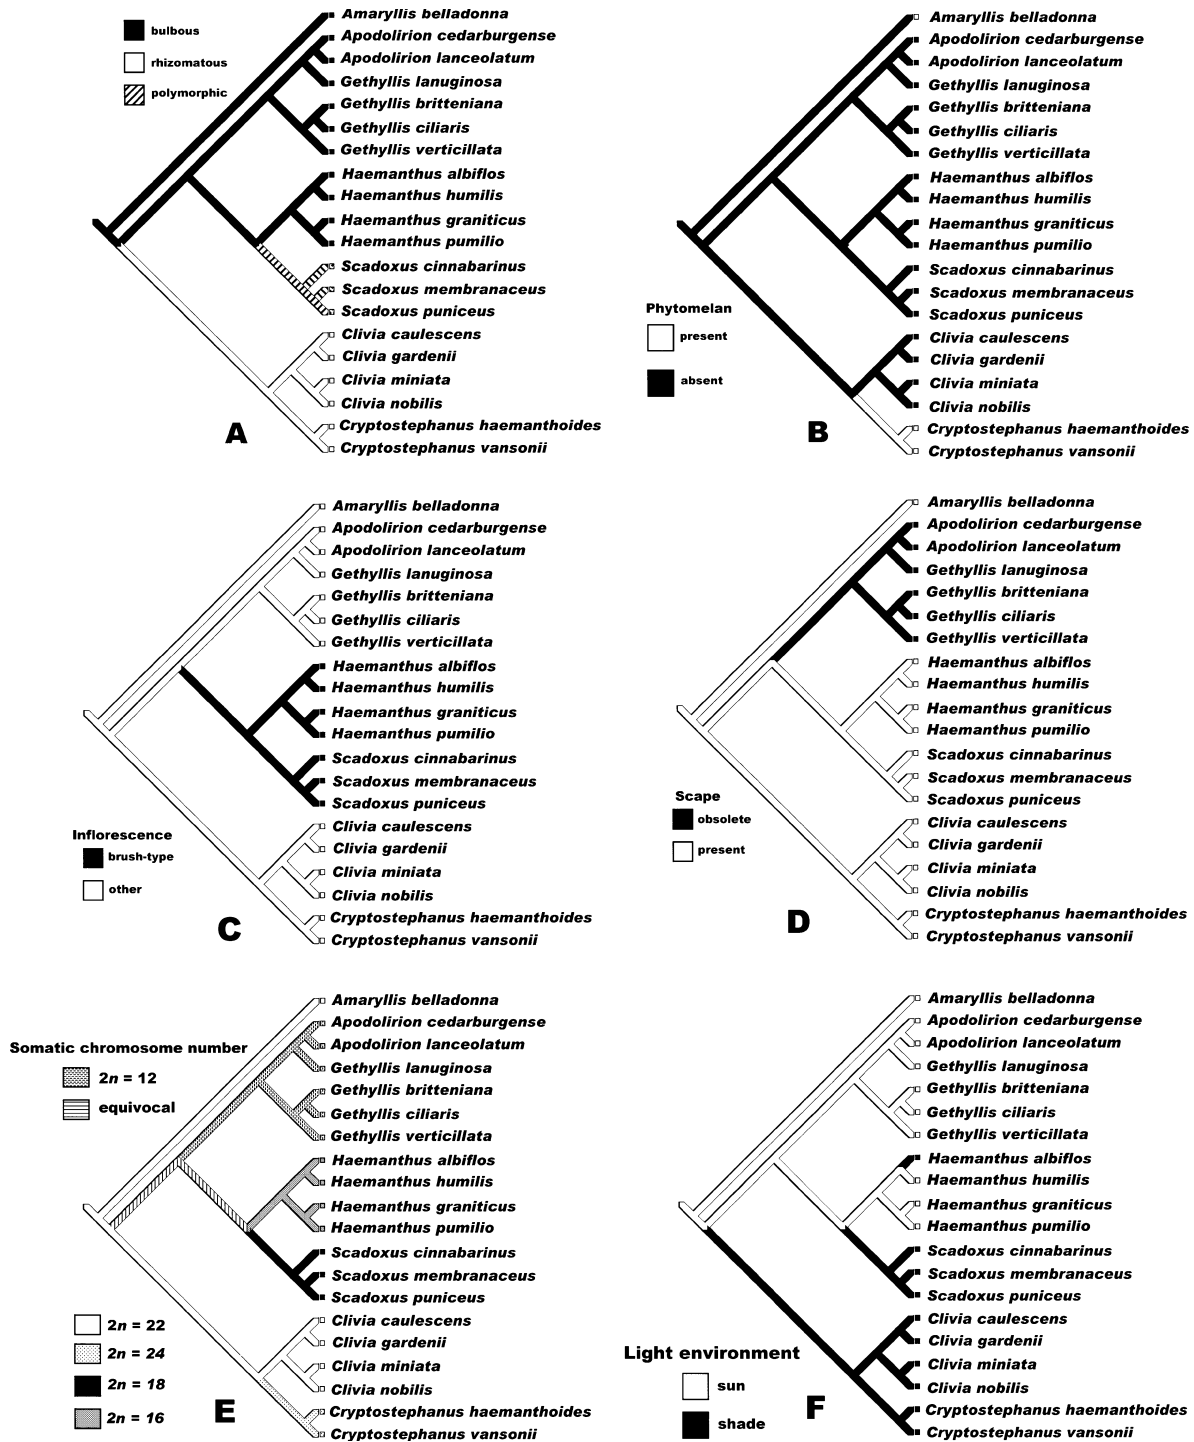 bulbous
rhizomatous
polymorphic
Amaryllis belladonna
Apodolirion cedarburgense
Apodolirion lanceolatum
Gethyllis lanuginosa
Gethyllis britteniana
Gethyllis ciliaris
Gethyllis verticillata
Haemanthus albiflos
Haemanthus humilis
Haemanthus graniticus
Haemanthus pumilio
Scadoxus cinnabarinus
Scadoxus membranaceus
Scadoxus puniceus
Clivia caulescens
Clivia gardenii
Clivia miniata
Clivia nobilis
Cryptostephanus haemanthoides
Cryptostephanus vansonii
A
Amaryllis belladonna
Apodolirion cedarburgense
Apodolirion lanceolatum
Gethyllis lanuginosa
Gethyllis britteniana
Gethyllis ciliaris
Gethyllis verticillata
Haemanthus albiflos
Haemanthus humilis
Haemanthus graniticus
Haemanthus pumilio
Scadoxus cinnabarinus
Scadoxus membranaceus
Scadoxus puniceus
Clivia caulescens
Clivia gardenii
Clivia miniata
Clivia nobilis
Cryptostephanus haemanthoides
Cryptostephanus vansonii
Phytomelan
present
absent
B
Amaryllis belladonna
Apodolirion cedarburgense
Apodolirion lanceolatum
Gethyllis lanuginosa
Gethyllis britteniana
Gethyllis ciliaris
Gethyllis verticillata
Haemanthus albiflos
Haemanthus humilis
Haemanthus graniticus
Haemanthus pumilio
Scadoxus cinnabarinus
Scadoxus membranaceus
Scadoxus puniceus
Clivia caulescens
Clivia gardenii
Clivia miniata
Clivia nobilis
Cryptostephanus haemanthoides
Cryptostephanus vansonii
Inflorescence
brush-type
other
C
Amaryllis belladonna
Apodolirion cedarburgense
Apodolirion lanceolatum
Gethyllis lanuginosa
Gethyllis britteniana
Gethyllis ciliaris
Gethyllis verticillata
Haemanthus albiflos
Haemanthus humilis
Haemanthus graniticus
Haemanthus pumilio
Scadoxus cinnabarinus
Scadoxus membranaceus
Scadoxus puniceus
Clivia caulescens
Clivia gardenii
Clivia miniata
Clivia nobilis
Cryptostephanus haemanthoides
Cryptostephanus vansonii
Scape
obsolete
present
D
Somatic chromosome number
2n = 12
equivocal
Amaryllis belladonna
Apodolirion cedarburgense
Apodolirion lanceolatum
Gethyllis lanuginosa
Gethyllis britteniana
Gethyllis ciliaris
Gethyllis verticillata
Haemanthus albiflos
Haemanthus humilis
Haemanthus graniticus
Haemanthus pumilio
Scadoxus cinnabarinus
Scadoxus membranaceus
Scadoxus puniceus
Clivia caulescens
Clivia gardenii
Clivia miniata
Clivia nobilis
Cryptostephanus haemanthoides
Cryptostephanus vansonii
2n = 22
2n = 24
2n = 18
2n = 16
E
Amaryllis belladonna
Apodolirion cedarburgense
Apodolirion lanceolatum
Gethyllis lanuginosa
Gethyllis britteniana
Gethyllis ciliaris
Gethyllis verticillata
Haemanthus albiflos
Haemanthus humilis
Haemanthus graniticus
Haemanthus pumilio
Scadoxus cinnabarinus
Scadoxus membranaceus
Scadoxus puniceus
Clivia caulescens
Clivia gardenii
Clivia miniata
Clivia nobilis
Cryptostephanus haemanthoides
Cryptostephanus vansonii
Light environment
sun
shade
F